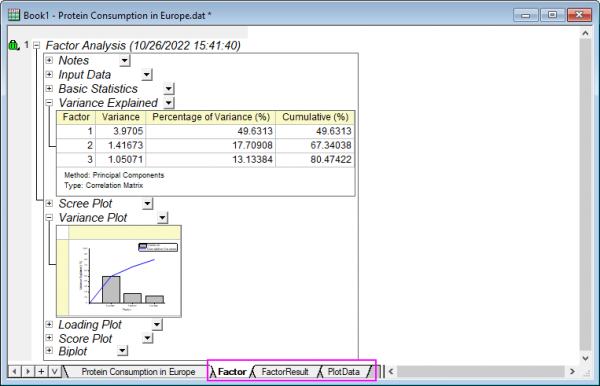 Book1 - Protein Consumption in Europe.dat *
1 Factor Analysis (10/26/2022 15:41:40)
Notes
Input Data
Basic Statistics
Variance Explained
Factor Variance Percentage of Variance (%) Cumulative (%)
1 3.9705 49.6313 49.6313
2 1.41673 17.70908 67.34038
3 1.05071 13.13384 80.47422
Method: Principal Components
Type: Correlation Matrix
Scree Plot
Variance Plot
Loading Plot
Score Plot
Biplot
Protein Consumption in Europe Factor FactorResult PlotData